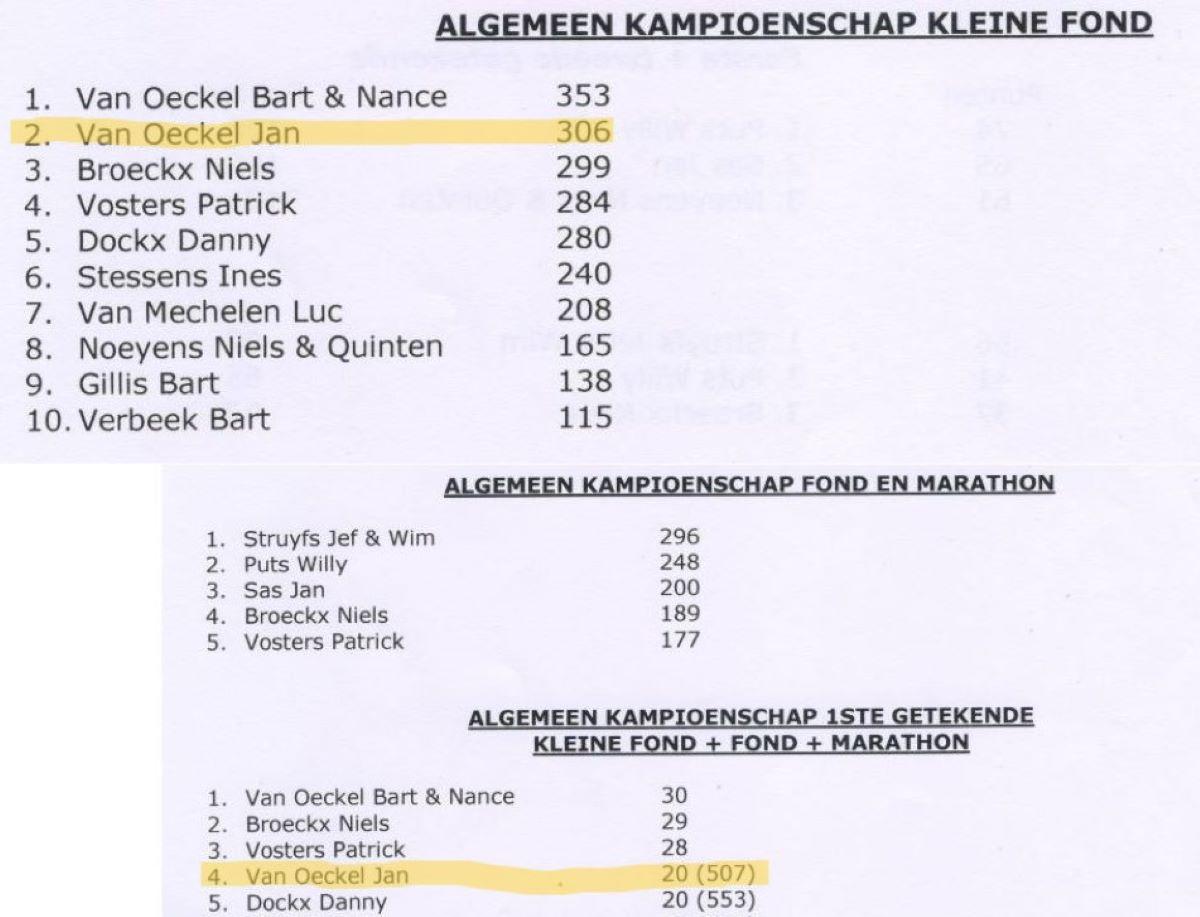 ALGEMEEN KAMPIOENSCHAP KLEINE FOND
1. Van Oeckel Bart & Nance 353
2. Van Oeckel Jan 306
3. Broeckx Niels 299
4. Vosters Patrick 284
5. Dockx Danny 280
6. Stessens Ines 240
7. Van Mechelen Luc 208
8. Noeyens Niels & Quinten 165
9. Gillis Bart 138
10. Verbeek Bart 115
ALGEMEEN KAMPIOENSCHAP FOND EN MARATHON
1. Struyfs Jef & Wim 296
2. Puts Willy 248
3. Sas Jan 200
4. Broeckx Niels 189
5. Vosters Patrick 177
ALGEMEEN KAMPIOENSCHAP 1STE GETEKENDE
KLEINE FOND + FOND + MARATHON
1. Van Oeckel Bart & Nance 30
2. Broeckx Niels 29
3. Vosters Patrick 28
4. Van Oeckel Jan 20 (507)
5. Dockx Danny 20 (553)